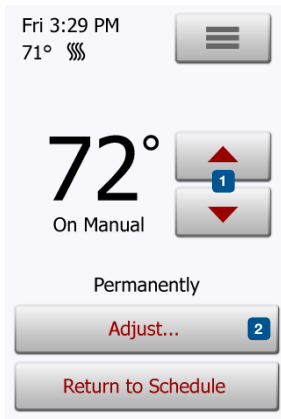 Fri 3:29 PM
71°
72°
1
On Manual
Permanently
Adjust...
2
Return to Schedule